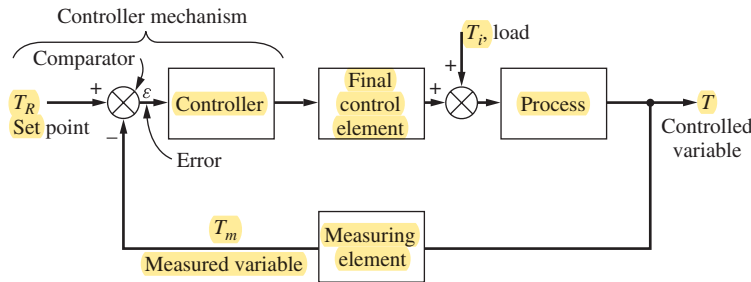 Controller mechanism
Comparator
T_i, load
+
+
ε
+
T_R
Set point
Controller
Final
control
element
Process
T
Controlled
variable
−
Error
T_m
Measured variable
Measuring
element